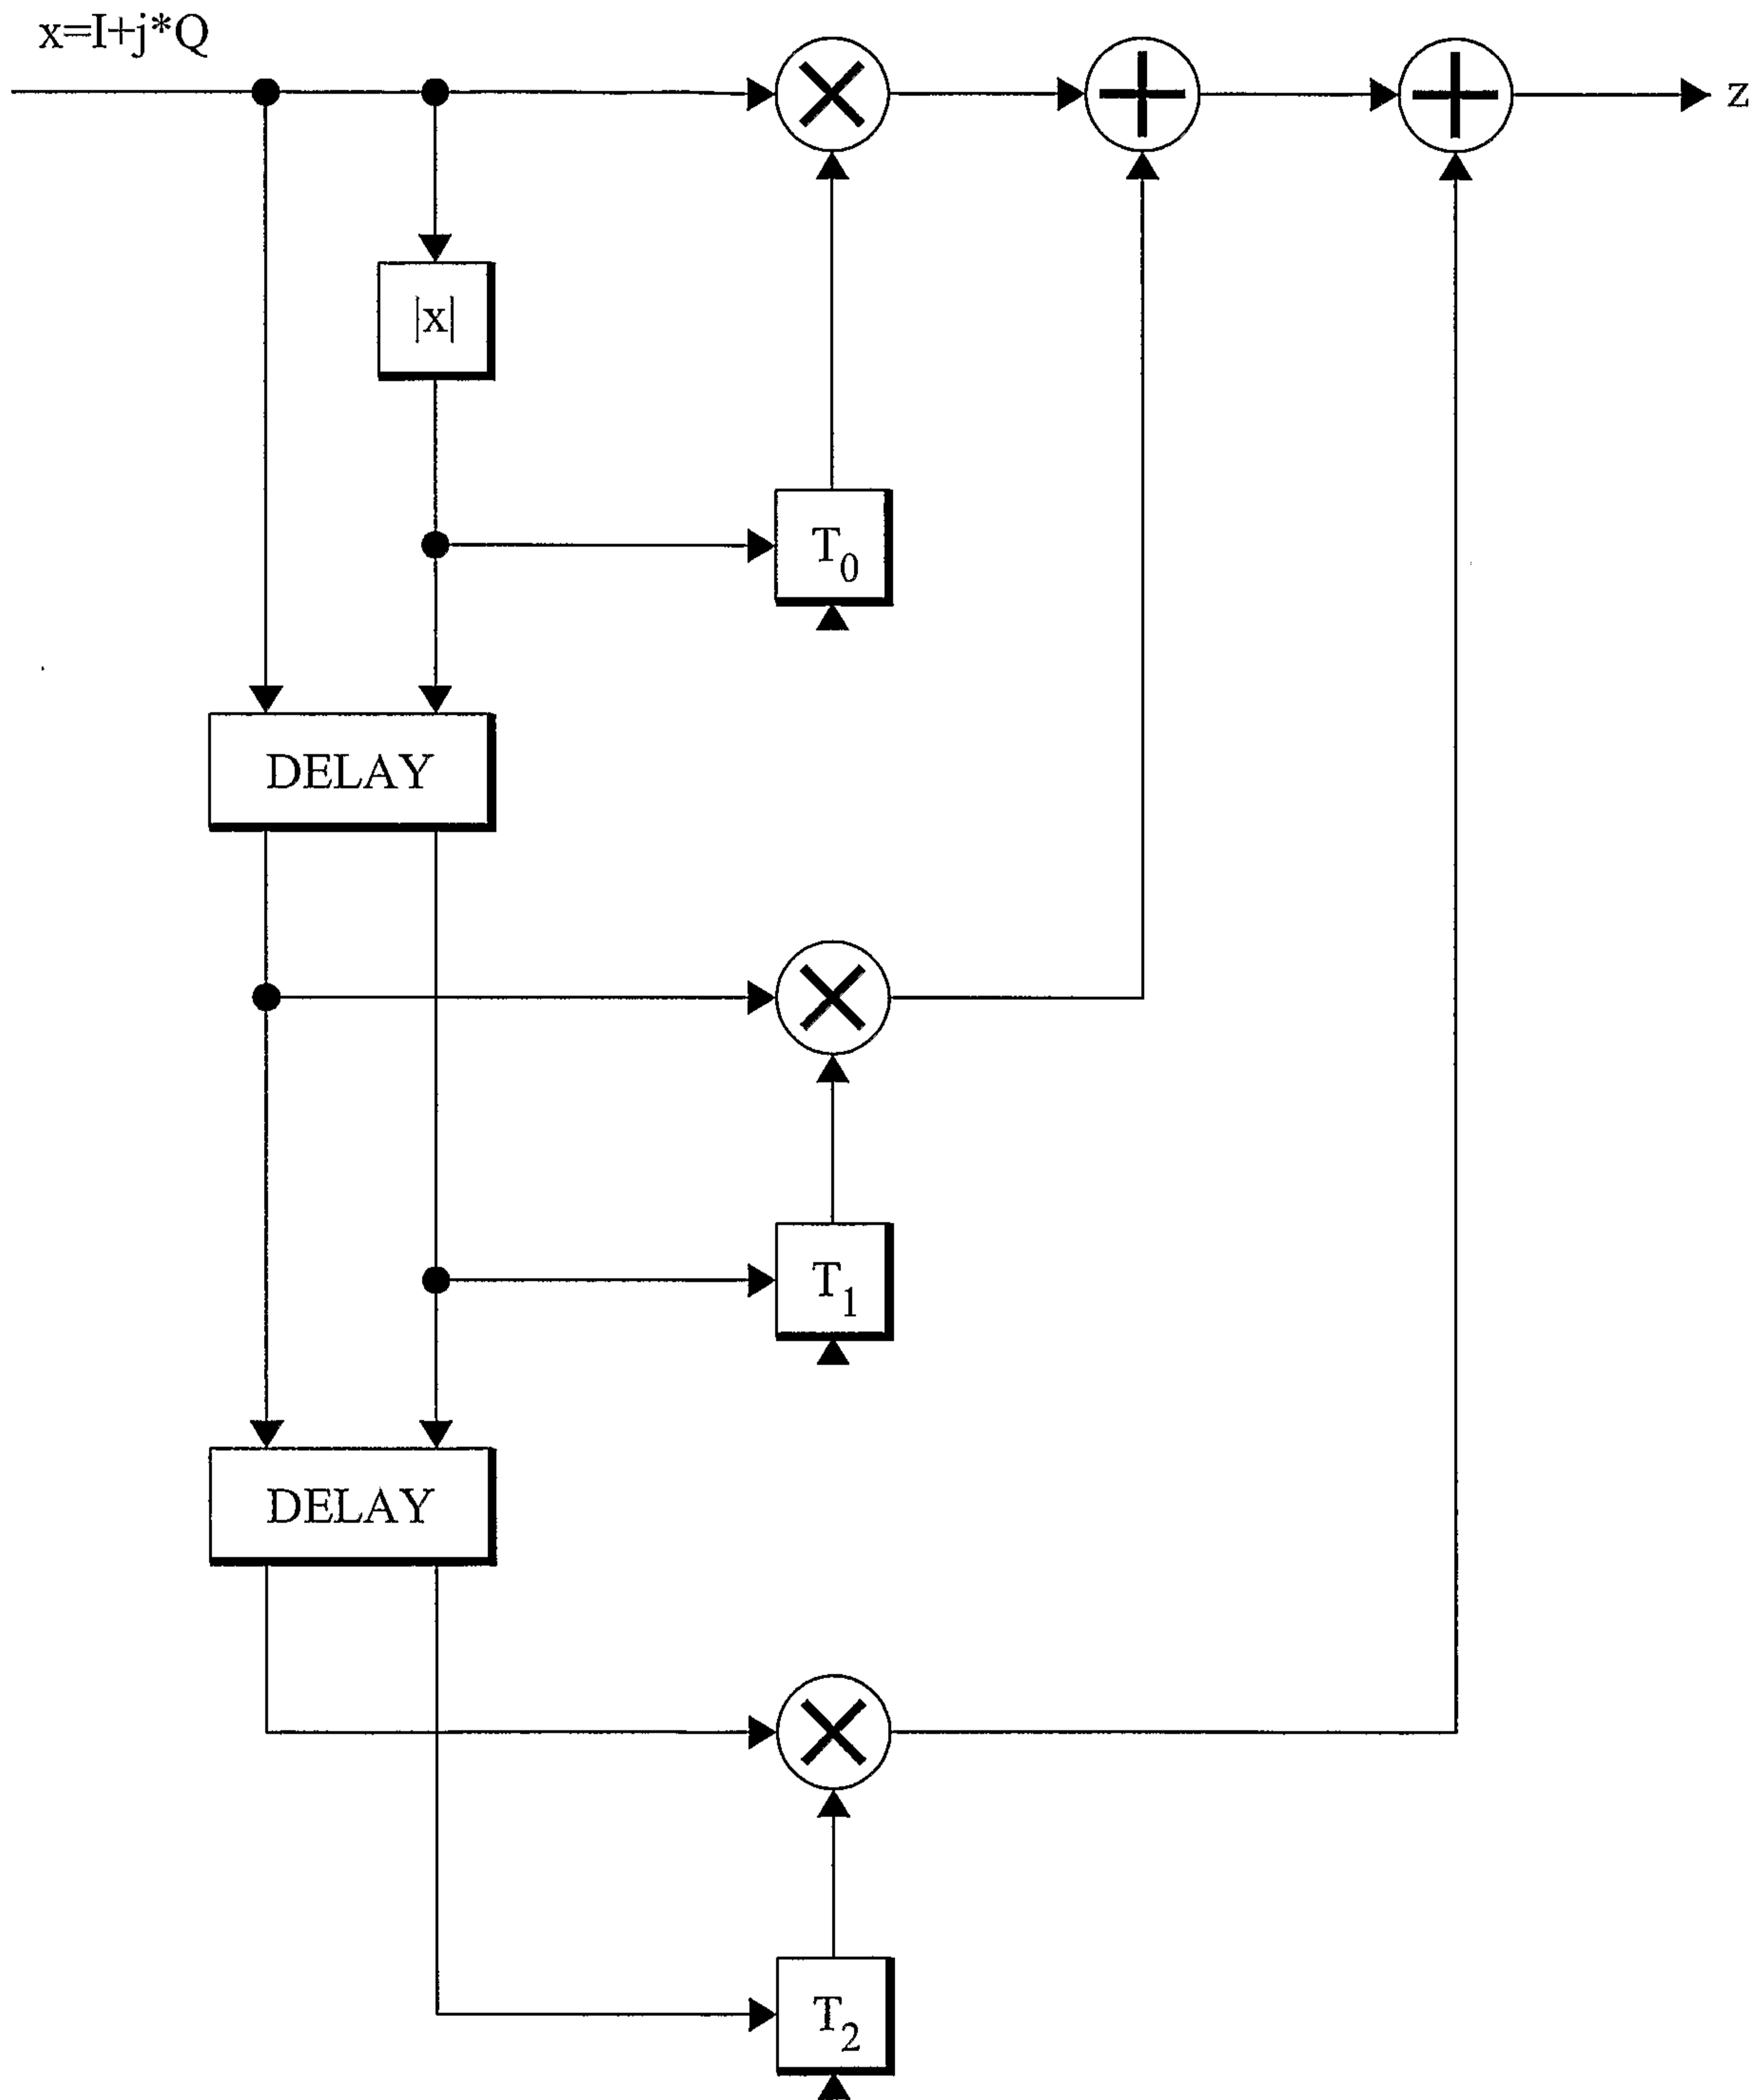 x=I+j*Q
z
|x|
T0
DELAY
T1
DELAY
T2